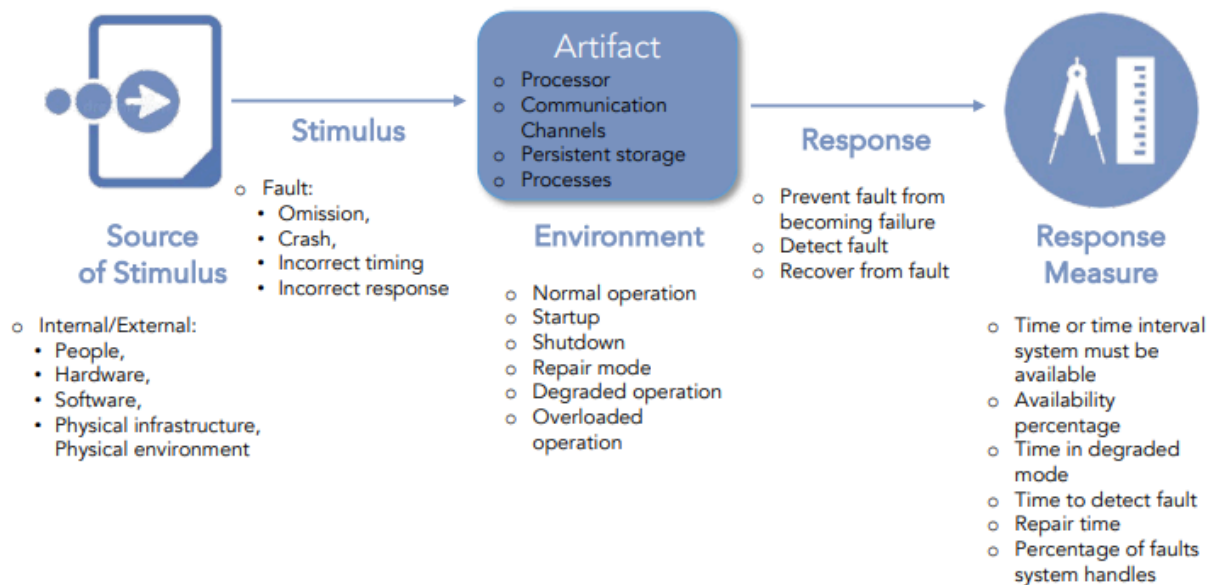 Artifact
o Processor
o Communication
Channels
o Persistent storage
o Processes
Stimulus
Response
o Fault:
• Omission,
• Crash,
• Incorrect timing
• Incorrect response
o Prevent fault from
becoming failure
o Detect fault
o Recover from fault
Source
of Stimulus
Environment
Response
Measure
o Internal/External:
• People,
• Hardware,
• Software,
• Physical infrastructure,
Physical environment
o Normal operation
o Startup
o Shutdown
o Repair mode
o Degraded operation
o Overloaded
operation
o Time or time interval
system must be
available
o Availability
percentage
o Time in degraded
mode
o Time to detect fault
o Repair time
o Percentage of faults
system handles